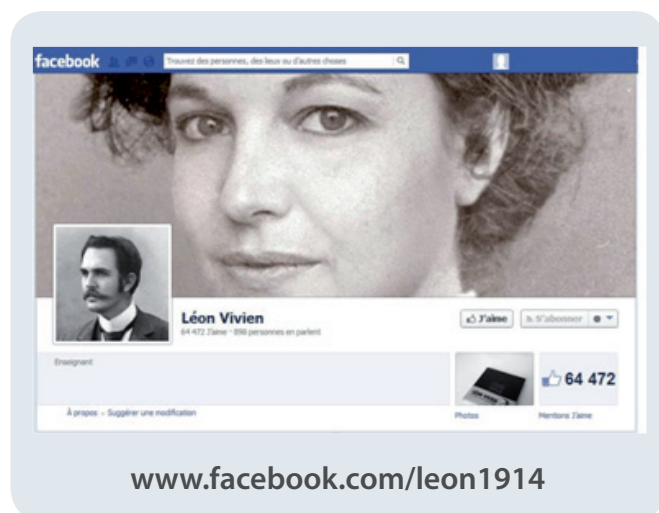 facebook
Trouvez des personnes, des lieux ou d'autres choses
Léon Vivien
64 472 J'aime · 898 personnes en parlent
J'aime
S'abonner
Enseignant
64 472
À propos – Suggérer une modification
Photos
Mentions J'aime
www.facebook.com/leon1914